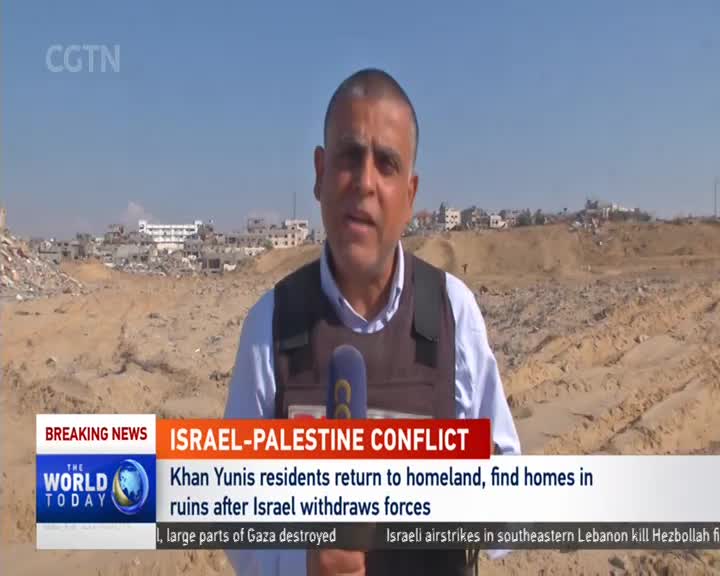 CGTN
BREAKING NEWS
ISRAEL-PALESTINE CONFLICT
THE
WORLD
TODAY
Khan Yunis residents return to homeland, find homes in
ruins after Israel withdraws forces
l, large parts of Gaza destroyed
Israeli airstrikes in southeastern Lebanon kill Hezbollah fi